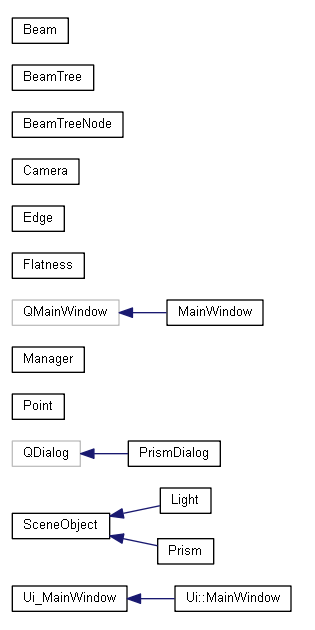 Beam
BeamTree
BeamTreeNode
Camera
Edge
Flatness
QMainWindow
MainWindow
Manager
Point
QDialog
PrismDialog
SceneObject
Light
Prism
Ui_MainWindow
Ui::MainWindow